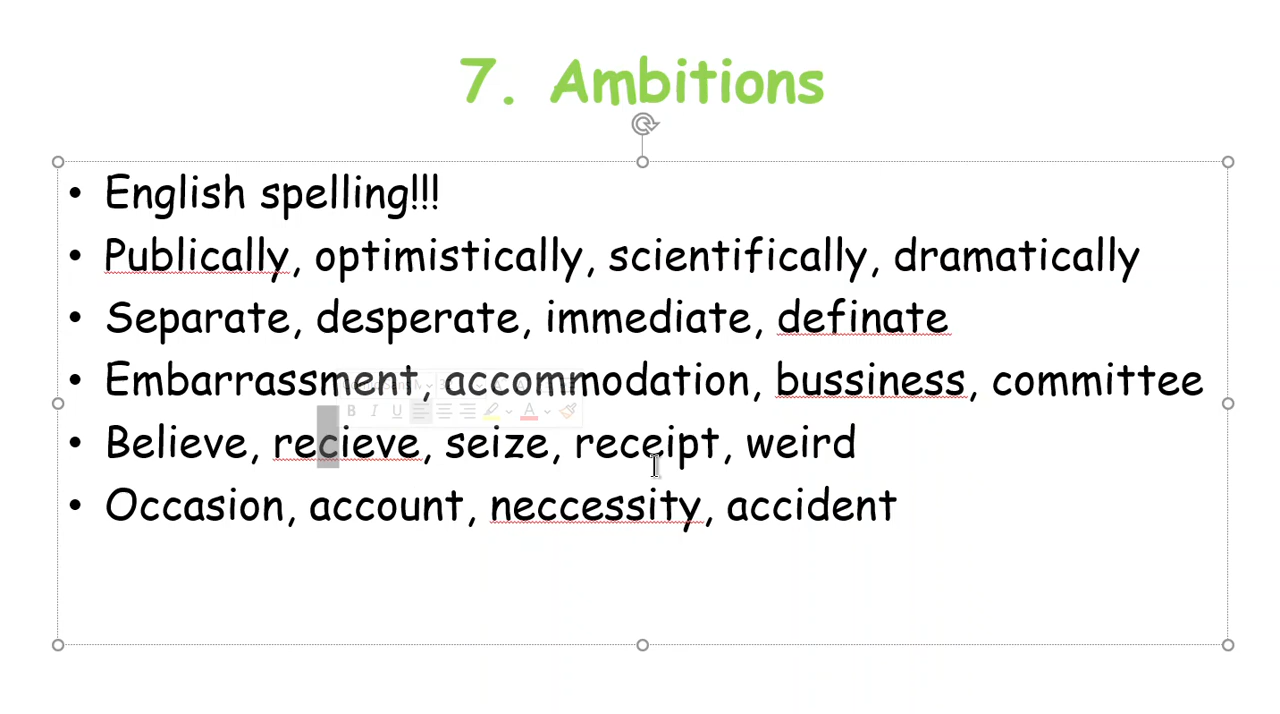 7. Ambitions
• English spelling!!!
• Publically, optimistically, scientifically, dramatically
• Separate, desperate, immediate, definate
• Embarrassment, accommodation, bussiness, committee
B I U A
• Believe, recieve, seize, receipt, weird
• Occasion, account, neccessity, accident